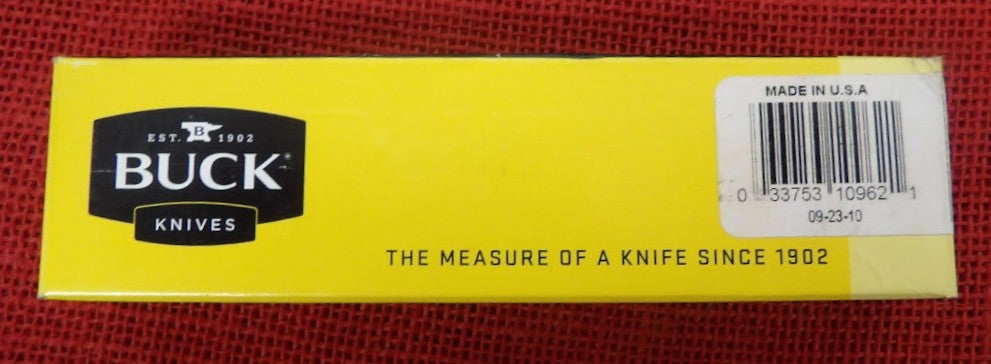 EST. B 1902
BUCK®
KNIVES
THE MEASURE OF A KNIFE SINCE 1902
MADE IN U.S.A
0 33753 10962 1
09-23-10